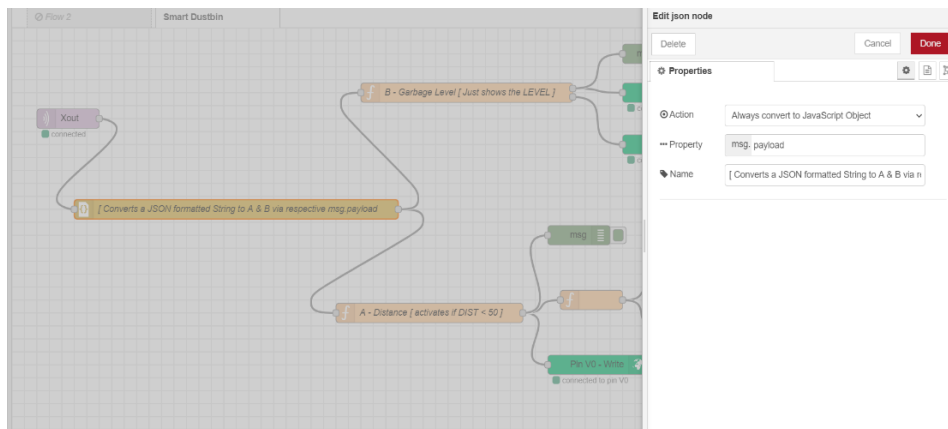 Flow 2
Smart Dustbin
Edit json node
Delete
Cancel
Done
Properties
Action
Always convert to JavaScript Object
Property
msg. payload
Name
[ Converts a JSON formatted String to A & B via
Xout
connected
[ Converts a JSON formatted String to A & B via respective msg.payload
B - Garbage Level [ Just shows the LEVEL ]
msg
A - Distance [ activates if DIST < 50 ]
Pin V0 - Write
connected to pin V0